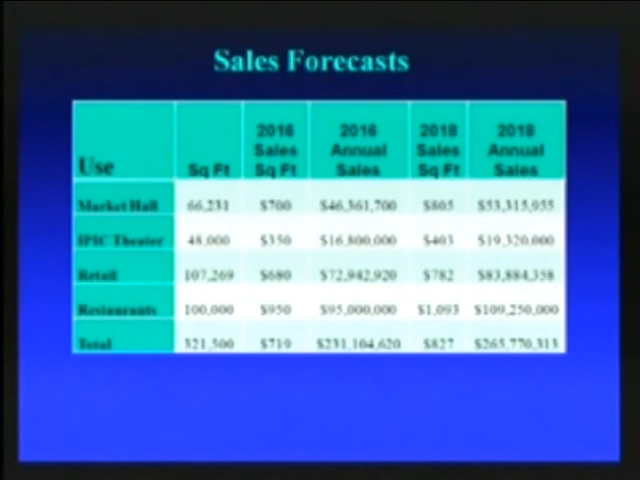 Sales Forecasts
Use Sq Ft 2016 Sales Sq Ft 2016 Annual Sales 2018 Sales Sq Ft 2018 Annual Sales
Market Hall 66,231 $700 $46,361,700 $805 $53,315,955
IPIC Theater 48,000 $350 $16,800,000 $403 $19,320,000
Retail 107,269 $680 $72,942,920 $782 $83,884,358
Restaurants 100,000 $950 $95,000,000 $1,093 $109,250,000
Total 321,500 $719 $231,104,620 $827 $265,770,313